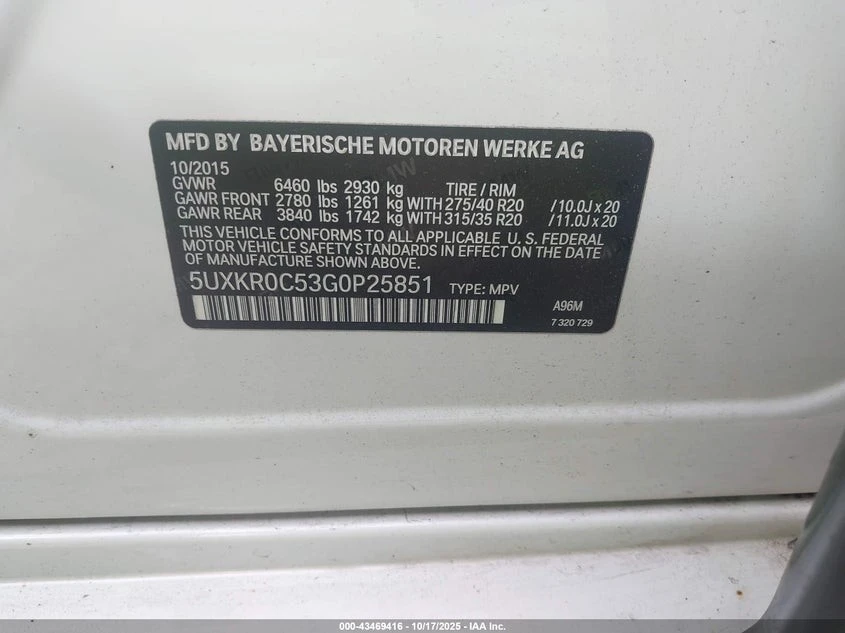 MFD BY BAYERISCHE MOTOREN WERKE AG
10/2015
GVWR 6460 lbs 2930 kg TIRE / RIM
GAWR FRONT 2780 lbs 1261 kg WITH 275/40 R20 /10.0J x 20
GAWR REAR 3840 lbs 1742 kg WITH 315/35 R20 /11.0J x 20
THIS VEHICLE CONFORMS TO ALL APPLICABLE U. S. FEDERAL
MOTOR VEHICLE SAFETY STANDARDS IN EFFECT ON THE DATE
OF MANUFACTURE SHOWN ABOVE.
5UXKR0C53G0P25851 TYPE: MPV
A96M
7 320 729
000-43469416 - 10/17/2025 - IAA Inc.